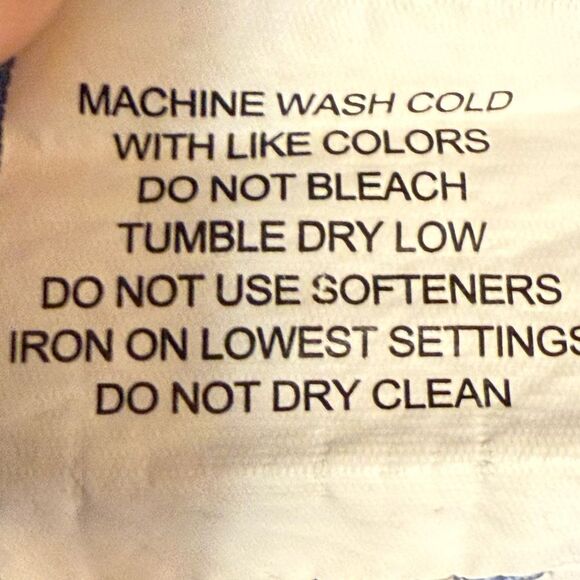 MACHINE WASH COLD
WITH LIKE COLORS
DO NOT BLEACH
TUMBLE DRY LOW
DO NOT USE SOFTENERS
IRON ON LOWEST SETTINGS
DO NOT DRY CLEAN